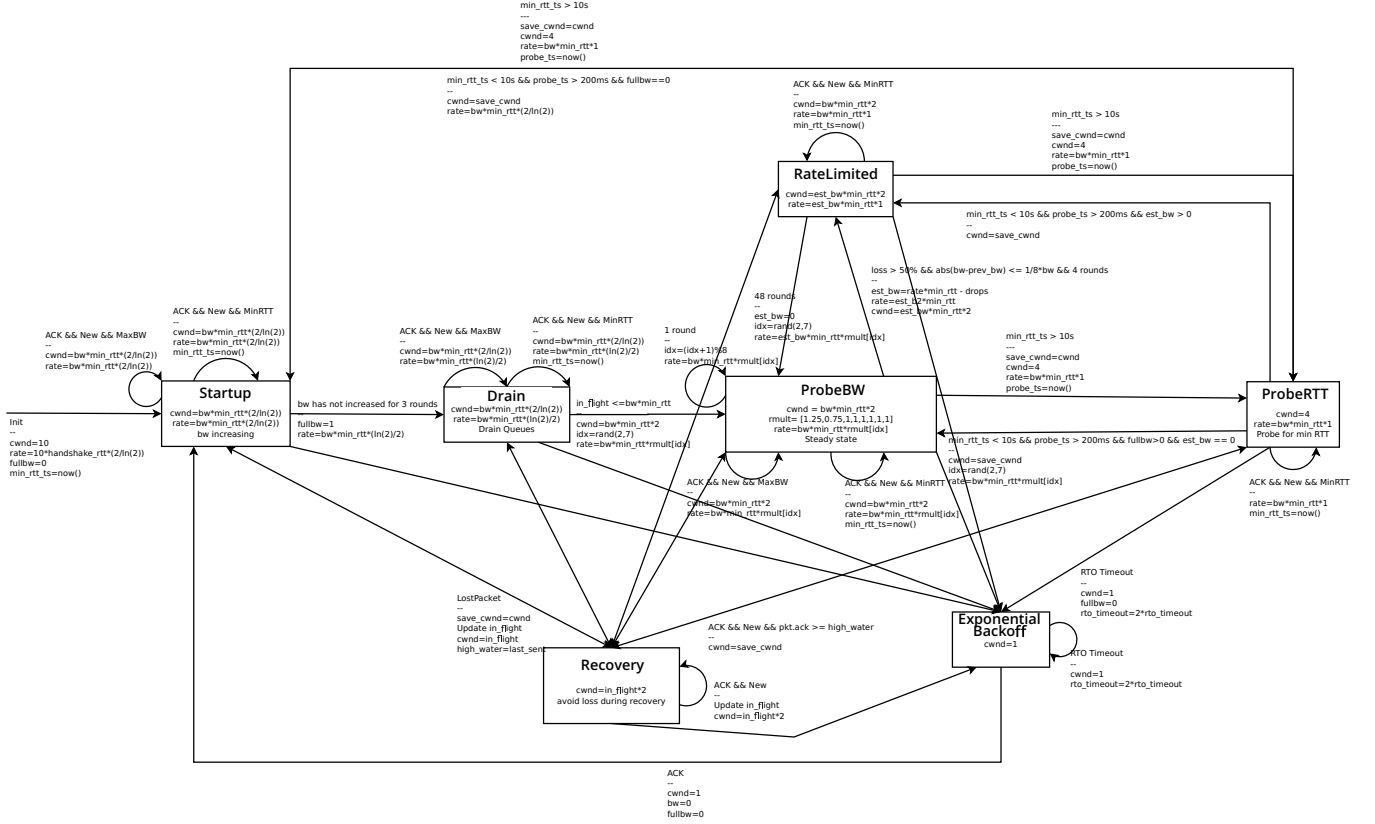 min_rtt_ts > 10s
---
save_cwnd=cwnd
cwnd=4
rate=bw*min_rtt*1
probe_ts=now()
min_rtt_ts < 10s && probe_ts > 200ms && fullbw==0
--
cwnd=save_cwnd
rate=bw*min_rtt*(2/ln(2))
ACK && New && MinRTT
--
cwnd=bw*min_rtt*2
rate=bw*min_rtt*1
min_rtt_ts=now()
min_rtt_ts > 10s
---
save_cwnd=cwnd
cwnd=4
rate=bw*min_rtt*1
probe_ts=now()
RateLimited
cwnd=est_bw*min_rtt*2
rate=est_bw*min_rtt*1
min_rtt_ts < 10s && probe_ts > 200ms && est_bw > 0
--
cwnd=save_cwnd
loss > 50% && abs(bw-prev_bw) <= 1/8*bw && 4 rounds
--
est_bw=rate*min_rtt - drops
rate=est_b2*min_rtt
cwnd=est_bw*min_rtt*2
48 rounds
--
est_bw=0
idx=rand(2,7)
rate=est_bw*min_rtt*rmult[idx]
ACK && New && MaxBW
--
cwnd=bw*min_rtt*(2/ln(2))
rate=bw*min_rtt*(2/ln(2))
ACK && New && MinRTT
--
cwnd=bw*min_rtt*(2/ln(2))
rate=bw*min_rtt*(2/ln(2))
min_rtt_ts=now()
ACK && New && MaxBW
--
cwnd=bw*min_rtt*(2/ln(2))
rate=bw*min_rtt*(ln(2)/2)
ACK && New && MinRTT
--
cwnd=bw*min_rtt*(2/ln(2))
rate=bw*min_rtt*(ln(2)/2)
min_rtt_ts=now()
1 round
--
idx=(idx+1)%8
rate=bw*min_rtt*rmult[idx]
min_rtt_ts > 10s
---
save_cwnd=cwnd
cwnd=4
rate=bw*min_rtt*1
probe_ts=now()
Startup
cwnd=bw*min_rtt*(2/ln(2))
rate=bw*min_rtt*(2/ln(2))
bw increasing
bw has not increased for 3 rounds
--
fullbw=1
rate=bw*min_rtt*(ln(2)/2)
Drain
cwnd=bw*min_rtt*(2/ln(2))
rate=bw*min_rtt*(ln(2)/2)
Drain Queues
in_flight <=bw*min_rtt
--
cwnd=bw*min_rtt*2
idx=rand(2,7)
rate=bw*min_rtt*rmult[idx]
ProbeBW
cwnd = bw*min_rtt*2
rmult= [1.25,0.75,1,1,1,1,1,1]
rate=bw*min_rtt*rmult[idx]
Steady state
ProbeRTT
cwnd=4
rate=bw*min_rtt*1
Probe for min RTT
Init
--
cwnd=10
rate=10*handshake_rtt*(2/ln(2))
fullbw=0
min_rtt_ts=now()
min_rtt_ts < 10s && probe_ts > 200ms && fullbw>0 && est_bw == 0
--
cwnd=save_cwnd
idx=rand(2,7)
rate=bw*min_rtt*rmult[idx]
ACK && New && MaxBW
--
cwnd=bw*min_rtt*2
rate=bw*min_rtt*rmult[idx]
ACK && New && MinRTT
--
cwnd=bw*min_rtt*2
rate=bw*min_rtt*rmult[idx]
min_rtt_ts=now()
ACK && New && MinRTT
--
rate=bw*min_rtt*1
min_rtt_ts=now()
RTO Timeout
--
cwnd=1
fullbw=0
rto_timeout=2*rto_timeout
LostPacket
--
save_cwnd=cwnd
Update in_flight
cwnd=in_flight
high_water=last_sent
ACK && New && pkt.ack >= high_water
--
cwnd=save_cwnd
Exponential
Backoff
cwnd=1
RTO Timeout
--
cwnd=1
rto_timeout=2*rto_timeout
Recovery
cwnd=in_flight*2
avoid loss during recovery
ACK && New
--
Update in_flight
cwnd=in_flight*2
ACK
--
cwnd=1
bw=0
fullbw=0